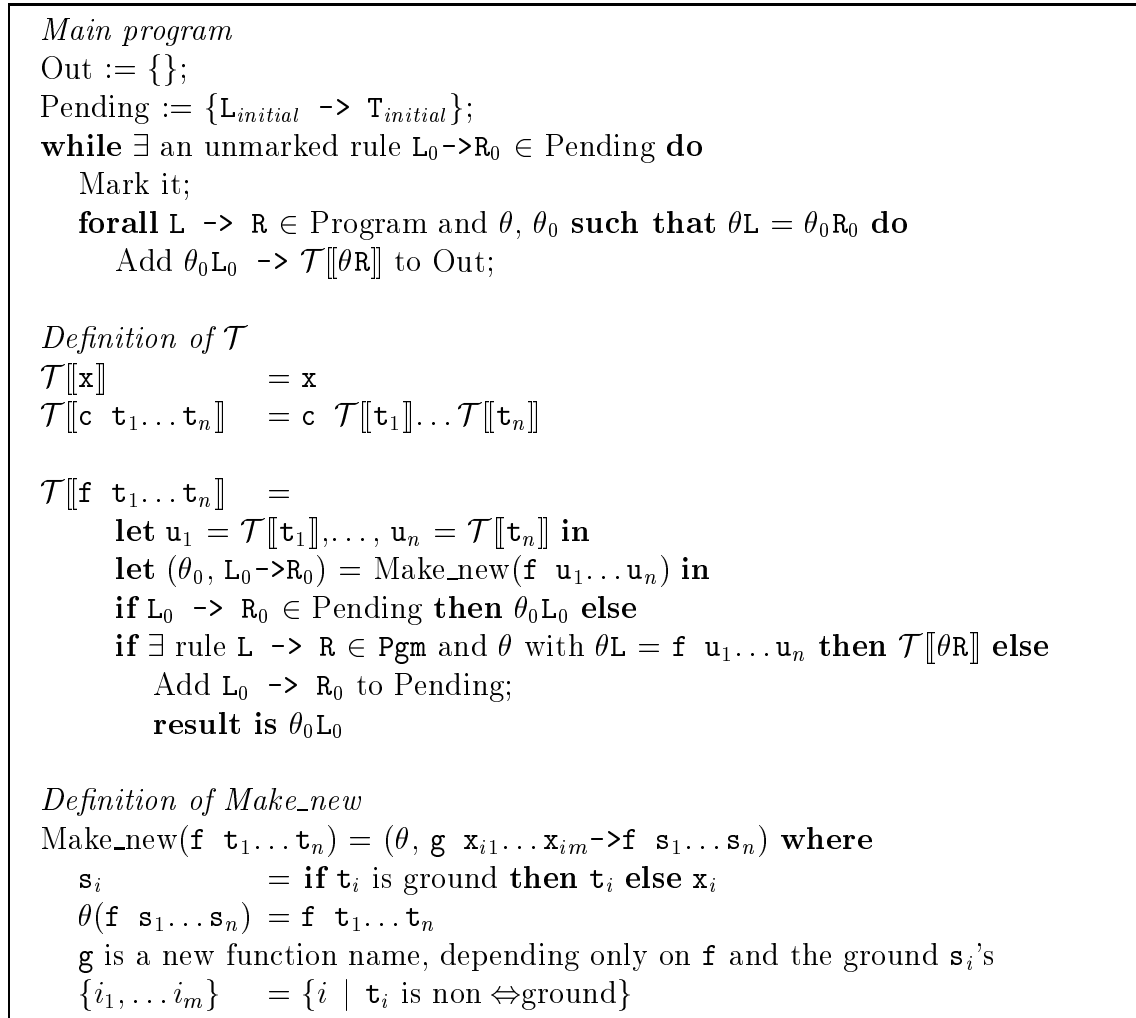 Main program
Out := {};
Pending := {L_initial -> T_initial};
while ∃ an unmarked rule L₀->R₀ ∈ Pending do
Mark it;
forall L -> R ∈ Program and θ, θ₀ such that θL = θ₀R₀ do
Add θ₀L₀ -> 𝒯⟦θR⟧ to Out;
Definition of 𝒯
𝒯⟦x⟧ = x
𝒯⟦c t₁...tₙ⟧ = c 𝒯⟦t₁⟧...𝒯⟦tₙ⟧
𝒯⟦f t₁...tₙ⟧ =
let u₁ = 𝒯⟦t₁⟧,..., uₙ = 𝒯⟦tₙ⟧ in
let (θ₀, L₀->R₀) = Make_new(f u₁...uₙ) in
if L₀ -> R₀ ∈ Pending then θ₀L₀ else
if ∃ rule L -> R ∈ Pgm and θ with θL = f u₁...uₙ then 𝒯⟦θR⟧ else
Add L₀ -> R₀ to Pending;
result is θ₀L₀
Definition of Make_new
Make_new(f t₁...tₙ) = (θ, g x_i1...x_im->f s₁...sₙ) where
sᵢ = if tᵢ is ground then tᵢ else xᵢ
θ(f s₁...sₙ) = f t₁...tₙ
g is a new function name, depending only on f and the ground sᵢ's
{i₁,...iₘ} = {i | tᵢ is non ⇔ground}